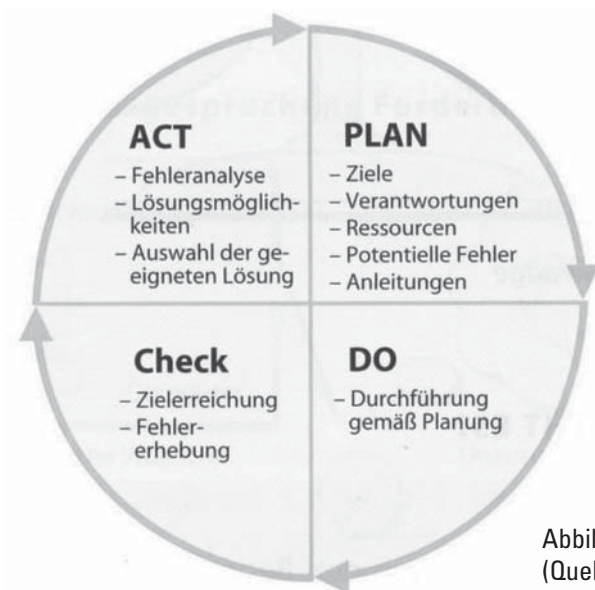 ACT
– Fehleranalyse
– Lösungsmöglich-
keiten
– Auswahl der ge-
eigneten Lösung
PLAN
– Ziele
– Verantwortungen
– Ressourcen
– Potentielle Fehler
– Anleitungen
Check
– Zielerreichung
– Fehler-
erhebung
DO
– Durchführung
gemäß Planung
Abbil
(Quel